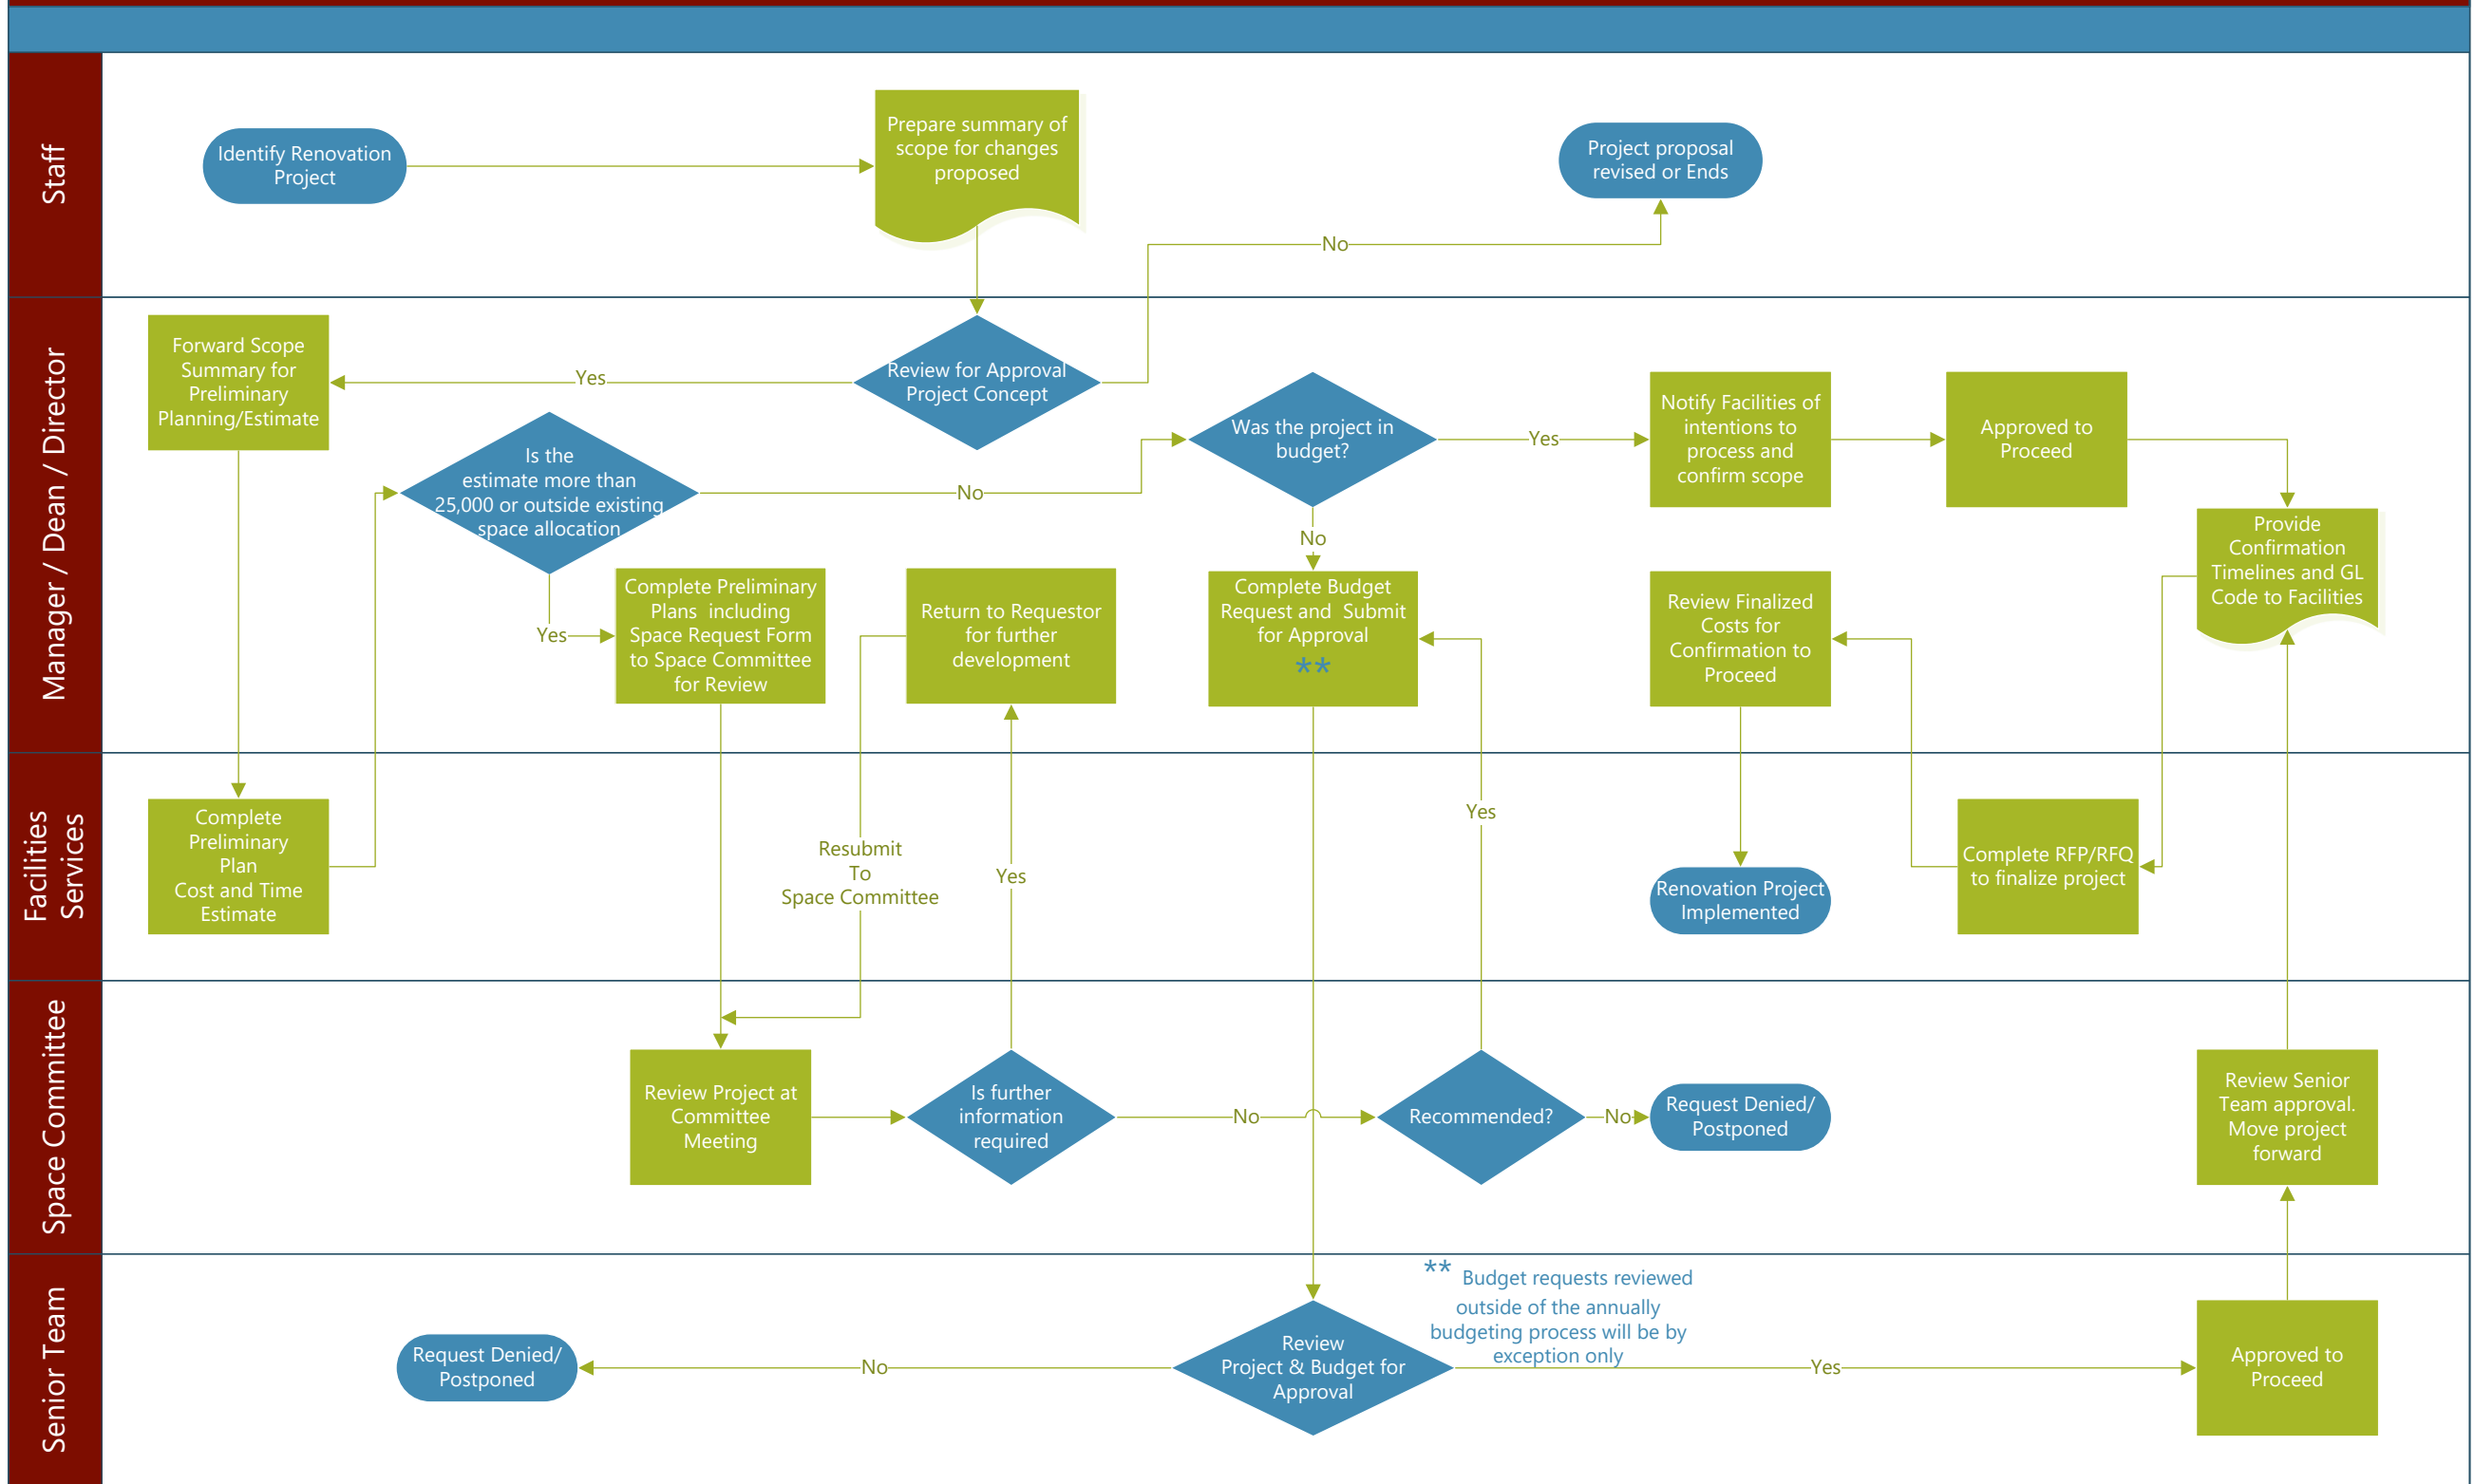 Staff
Identify Renovation
Project
Prepare summary of
scope for changes
proposed
Project proposal
revised or Ends
No
Manager / Dean / Director
Forward Scope
Summary for
Preliminary
Planning/Estimate
Yes
Review for Approval
Project Concept
Is the
estimate more than
25,000 or outside existing
space allocation
No
Was the project in
budget?
Yes
Notify Facilities of
intentions to
process and
confirm scope
Approved to
Proceed
Provide
Confirmation
Timelines and GL
Code to Facilities
No
Yes
Complete Preliminary
Plans including
Space Request Form
to Space Committee
for Review
Return to Requestor
for further
development
Complete Budget
Request and Submit
for Approval
**
Review Finalized
Costs for
Confirmation to
Proceed
Facilities
Services
Complete
Preliminary
Plan
Cost and Time
Estimate
Resubmit
To
Space Committee
Yes
Yes
Renovation Project
Implemented
Complete RFP/RFQ
to finalize project
Space Committee
Review Project at
Committee
Meeting
Is further
information
required
No
Recommended?
No
Request Denied/
Postponed
Review Senior
Team approval.
Move project
forward
Senior Team
Request Denied/
Postponed
No
Review
Project & Budget for
Approval
** Budget requests reviewed
outside of the annually
budgeting process will be by
exception only
Yes
Approved to
Proceed